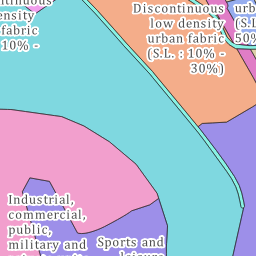 ensity
fabric
10% -
Discontinuous
low density
urban fabric
(S.L. : 10% -
30%)
urb
(S.L
50%
Industrial,
commercial,
public,
military and
Sports and
leisure